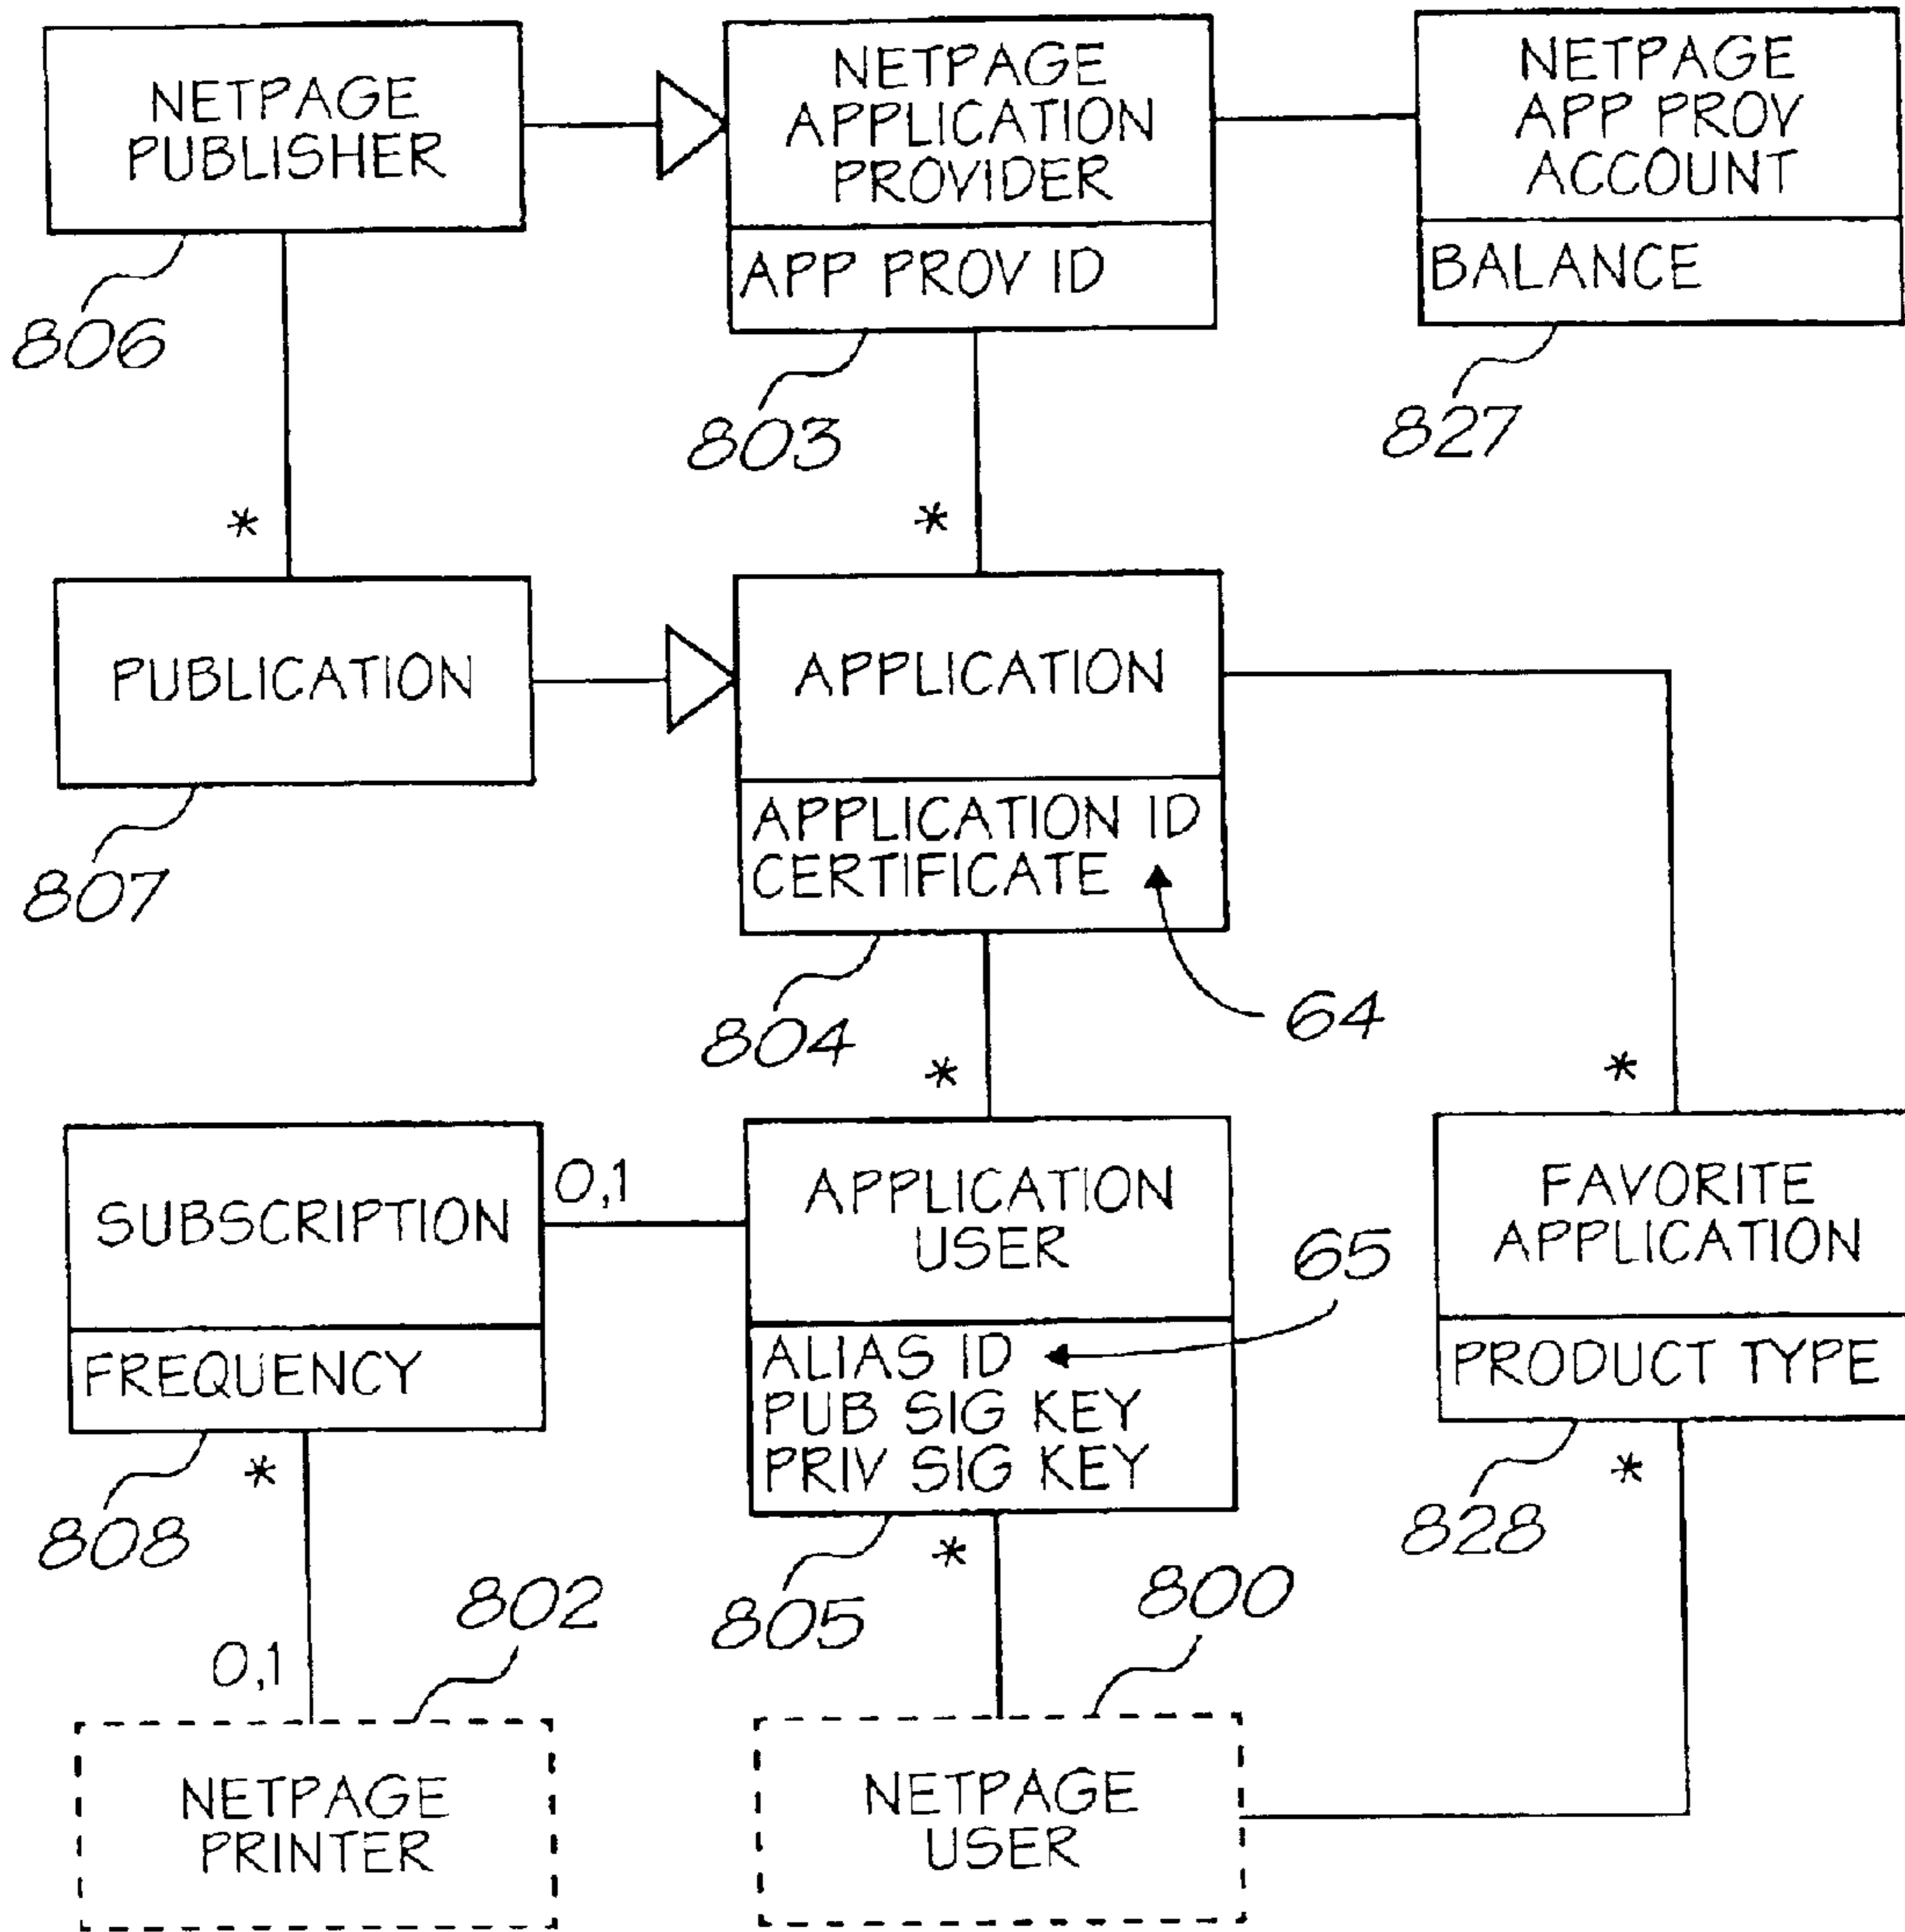 NETPAGE
PUBLISHER
806
NETPAGE
APPLICATION
PROVIDER
APP PROV ID
803
NETPAGE
APP PROV
ACCOUNT
BALANCE
827
*
*
PUBLICATION
807
APPLICATION
APPLICATION ID
CERTIFICATE
804
64
*
*
SUBSCRIPTION
FREQUENCY
808
0,1
APPLICATION
USER
ALIAS ID
PUB SIG KEY
PRIV SIG KEY
805
65
FAVORITE
APPLICATION
PRODUCT TYPE
828
*
*
*
0,1
802
800
NETPAGE
PRINTER
NETPAGE
USER